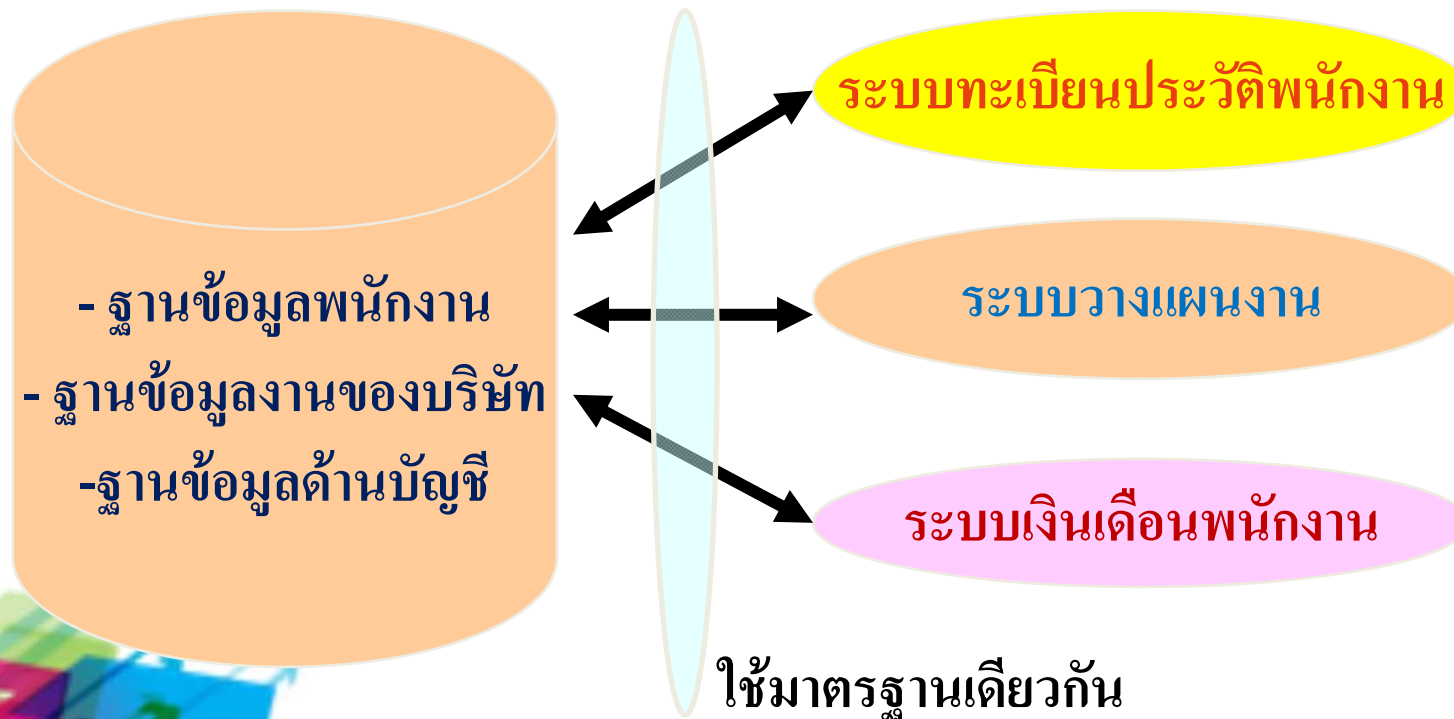 - ฐานข้อมูลพนักงาน
- ฐานข้อมูลงานของบริษัท
-ฐานข้อมูลด้านบัญชี
ระบบทะเบียนประวัติพนักงาน
ระบบวางแผนงาน
ระบบเงินเดือนพนักงาน
ใช้มาตรฐานเดียวกัน